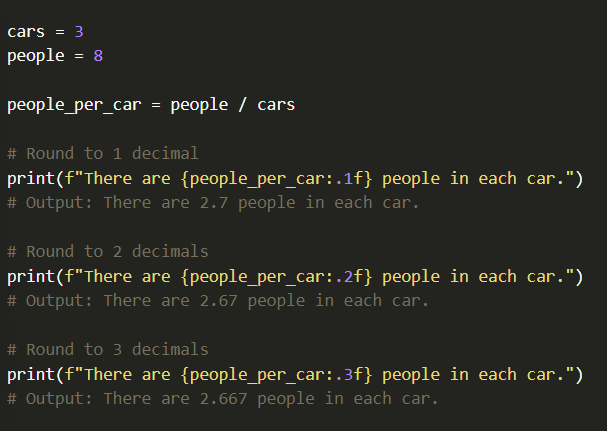 cars = 3
people = 8
people_per_car = people / cars
# Round to 1 decimal
print(f"There are {people_per_car:.1f} people in each car.")
# Output: There are 2.7 people in each car.
# Round to 2 decimals
print(f"There are {people_per_car:.2f} people in each car.")
# Output: There are 2.67 people in each car.
# Round to 3 decimals
print(f"There are {people_per_car:.3f} people in each car.")
# Output: There are 2.667 people in each car.